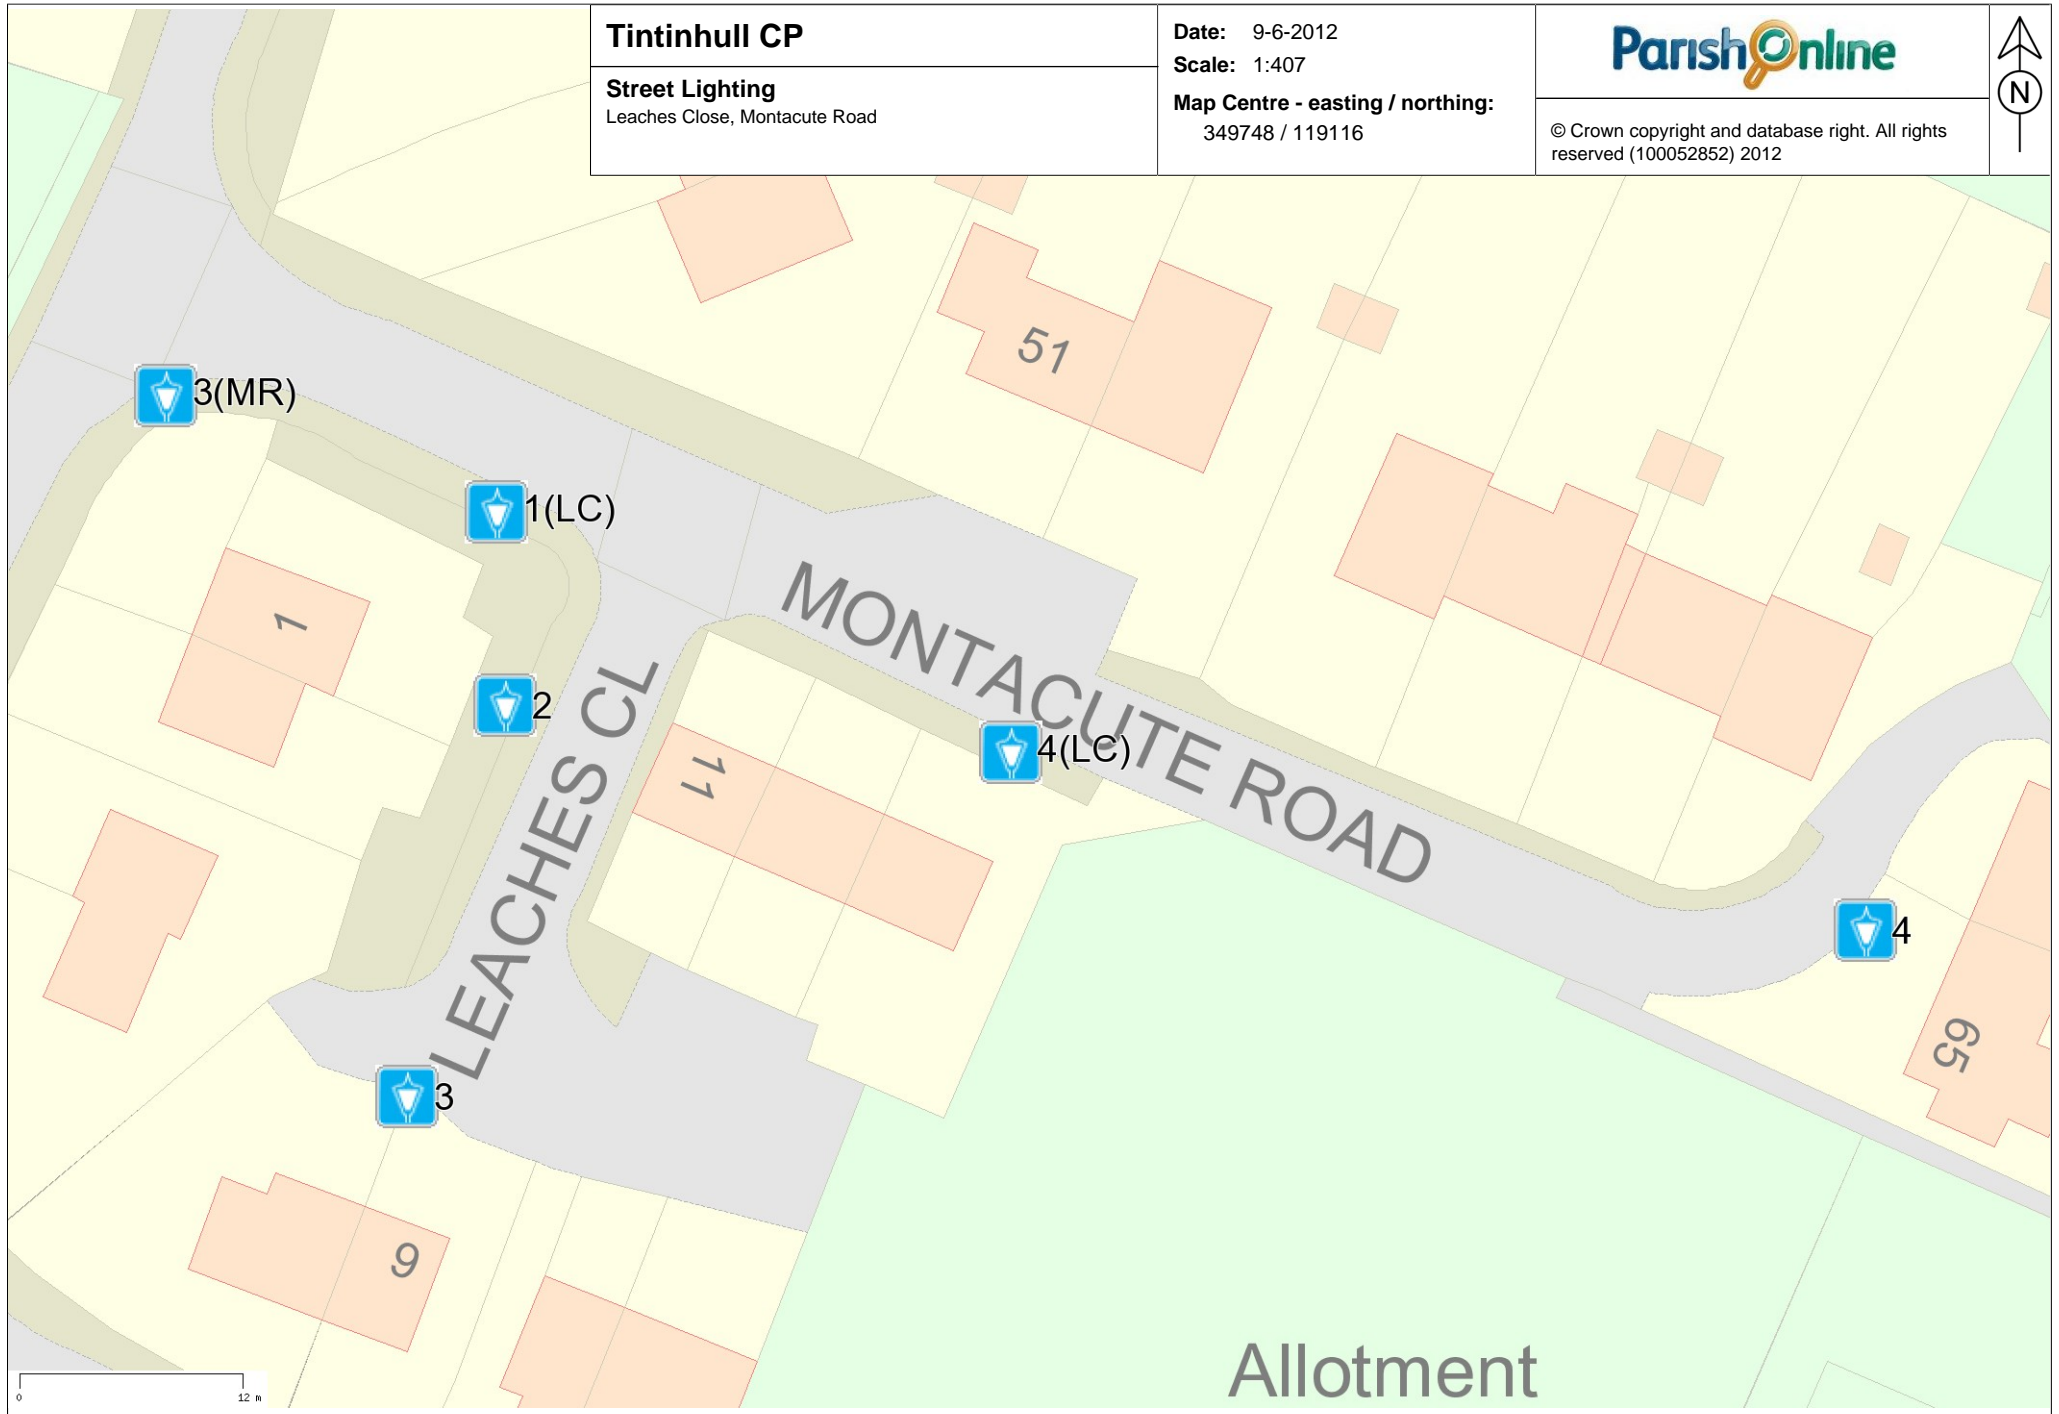 Tintinhull CP
Street Lighting
Leaches Close, Montacute Road
Date: 9-6-2012
Scale: 1:407
Map Centre - easting / northing:
349748 / 119116
ParishOnline
© Crown copyright and database right. All rights
reserved (100052852) 2012
N
51
3(MR)
1(LC)
MONTACUTE ROAD
1
2
LEACHES CL
11
4(LC)
4
65
3
9
Allotment
0 12 m